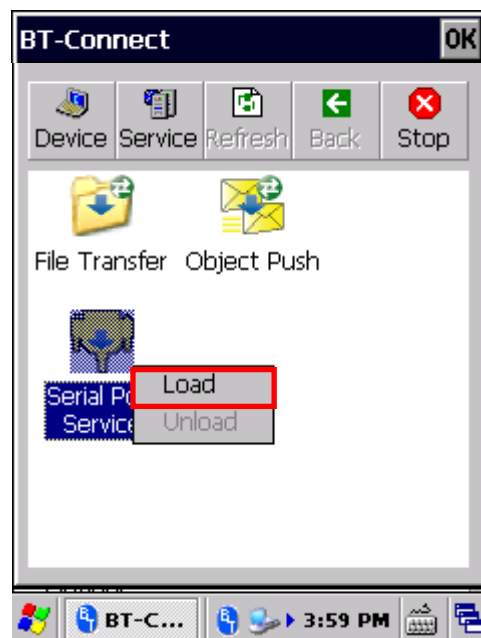 BT-Connect OK
Device Service Refresh Back Stop
File Transfer Object Push
Serial
Service
Load
Unload
BT-C... 3:59 PM